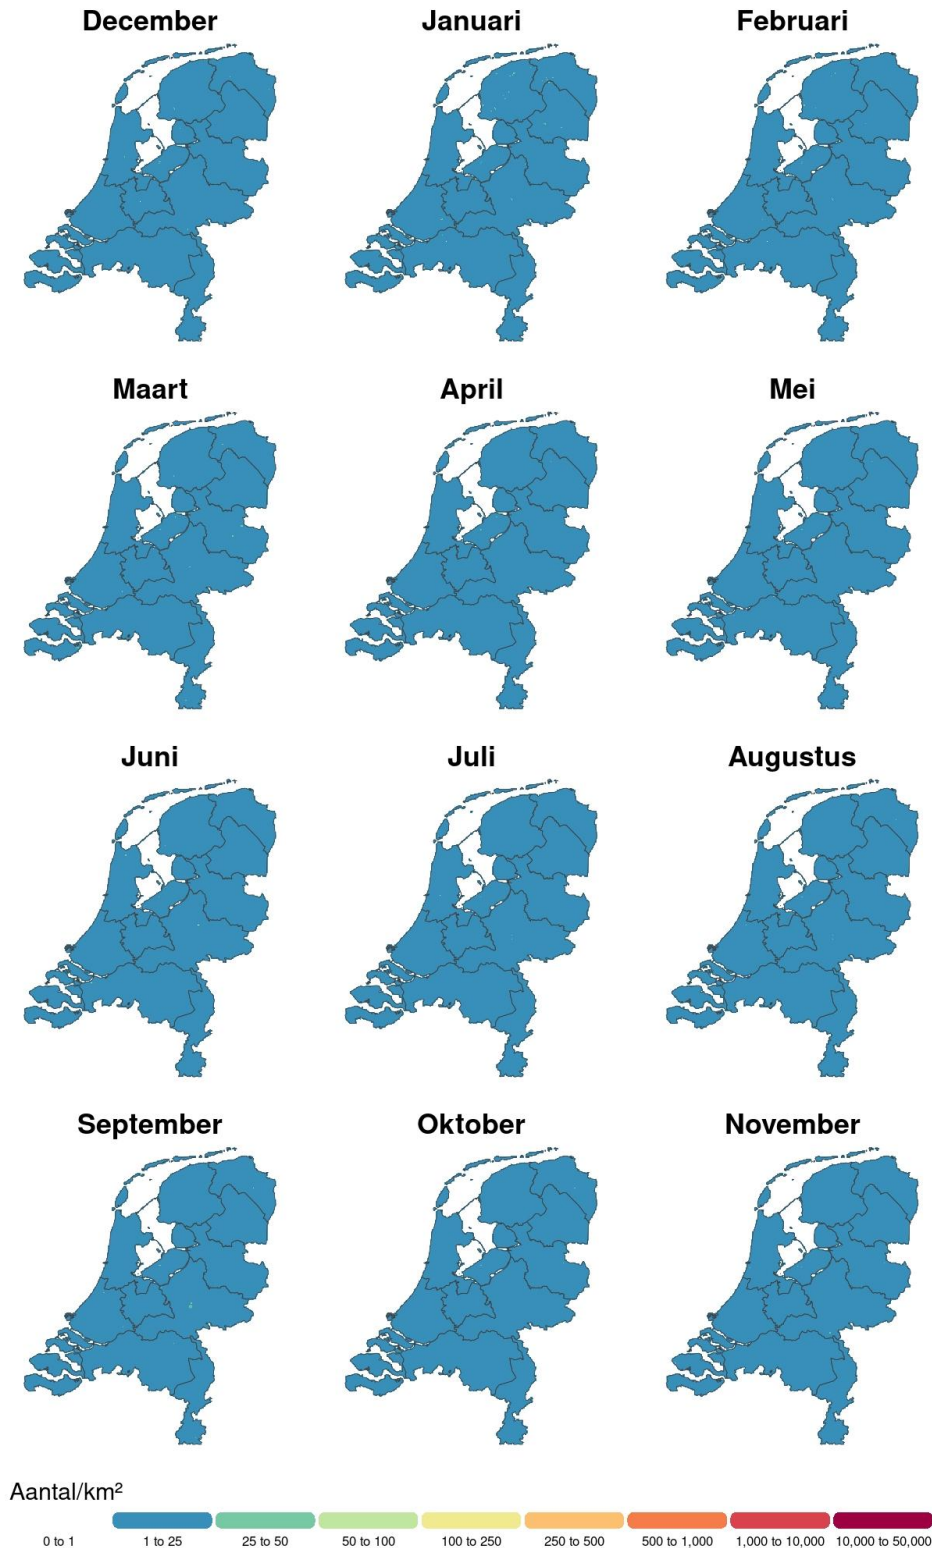 December Januari Februari
Maart April Mei
Juni Juli Augustus
September Oktober November
Aantal/km²
0 to 1 1 to 25 25 to 50 50 to 100 100 to 250 250 to 500 500 to 1,000 1,000 to 10,000 10,000 to 50,000